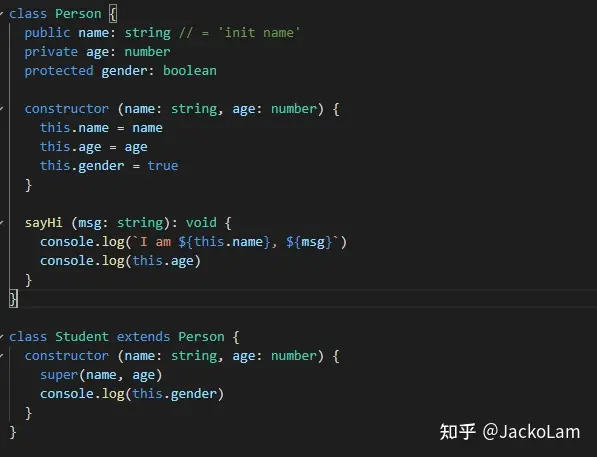 class Person {
  public name: string // = 'init name'
  private age: number
  protected gender: boolean

  constructor (name: string, age: number) {
    this.name = name
    this.age = age
    this.gender = true
  }

  sayHi (msg: string): void {
    console.log(`I am ${this.name}, ${msg}`)
    console.log(this.age)
  }
}

class Student extends Person {
  constructor (name: string, age: number) {
    super(name, age)
    console.log(this.gender)
  }
}
知乎 @JackoLam